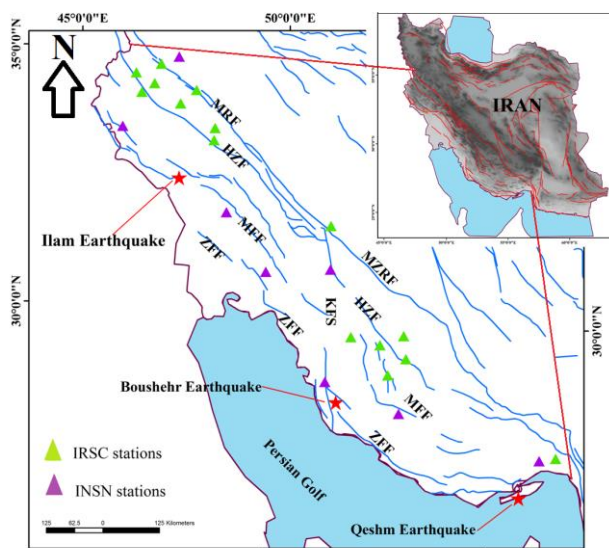 45°0'0"N
50°0'0"N
35°0'0"N
N
IRAN
MRF
HZF
Ilam Earthquake
MFF
ZFF
MZRF
30°0'0"N
KFS
HZF
ZFF
30°0'0"N
Boushehr Earthquake
MFF
ZFF
Persian Golf
IRSC stations
INSN stations
Qeshm Earthquake
125 62.5 0 125 Kilometers